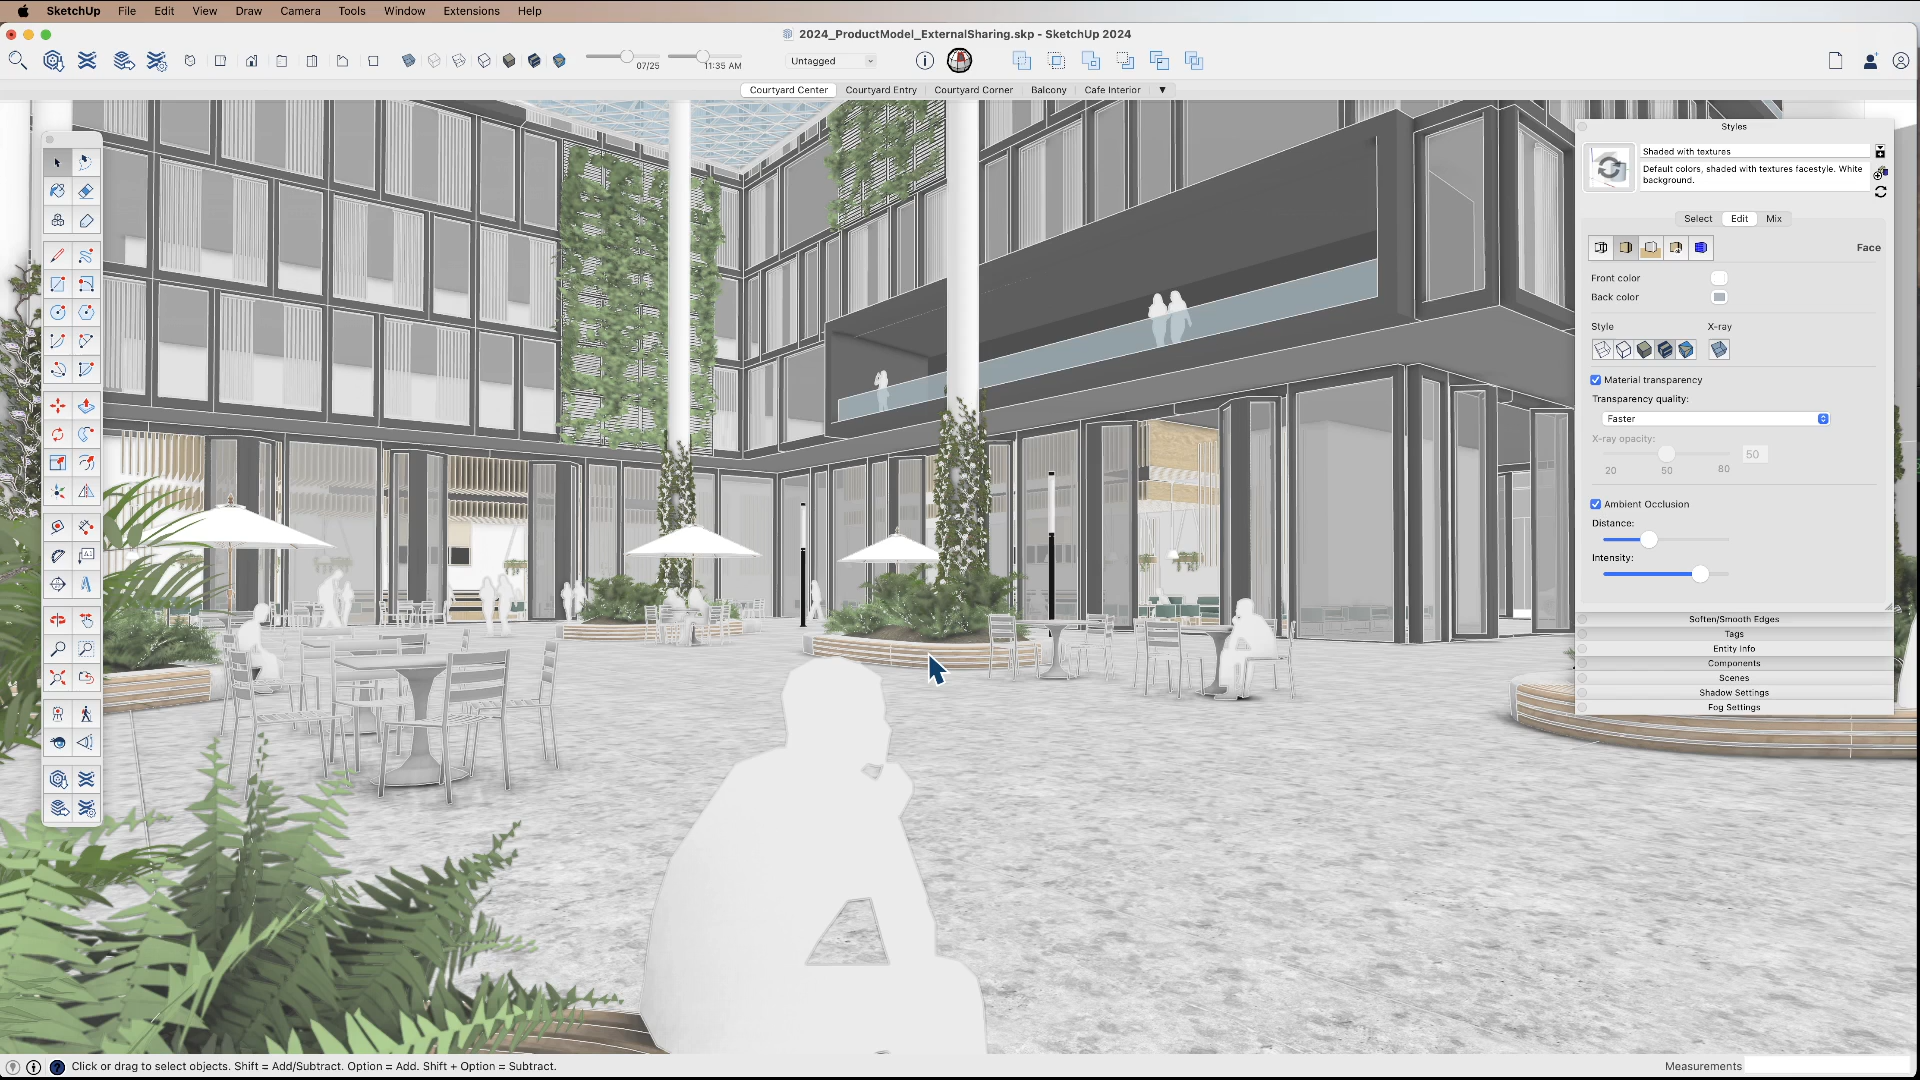 SketchUp File Edit View Draw Camera Tools Window Extensions Help
2024_ProductModel_ExternalSharing.skp - SketchUp 2024
07/25 11:35 AM Untagged
Courtyard Center Courtyard Entry Courtyard Corner Balcony Cafe Interior
Styles
Shaded with textures
Default colors, shaded with textures facestyle. White
background.
Select Edit Mix
Face
Front color
Back color
Style X-ray
Material transparency
Transparency quality:
Faster
X-ray opacity:
50
20 50 80
Ambient Occlusion
Distance:
Intensity:
Soften/Smooth Edges
Tags
Entity Info
Components
Scenes
Shadow Settings
Fog Settings
Click or drag to select objects. Shift = Add/Subtract. Option = Add. Shift + Option = Subtract.
Measurements